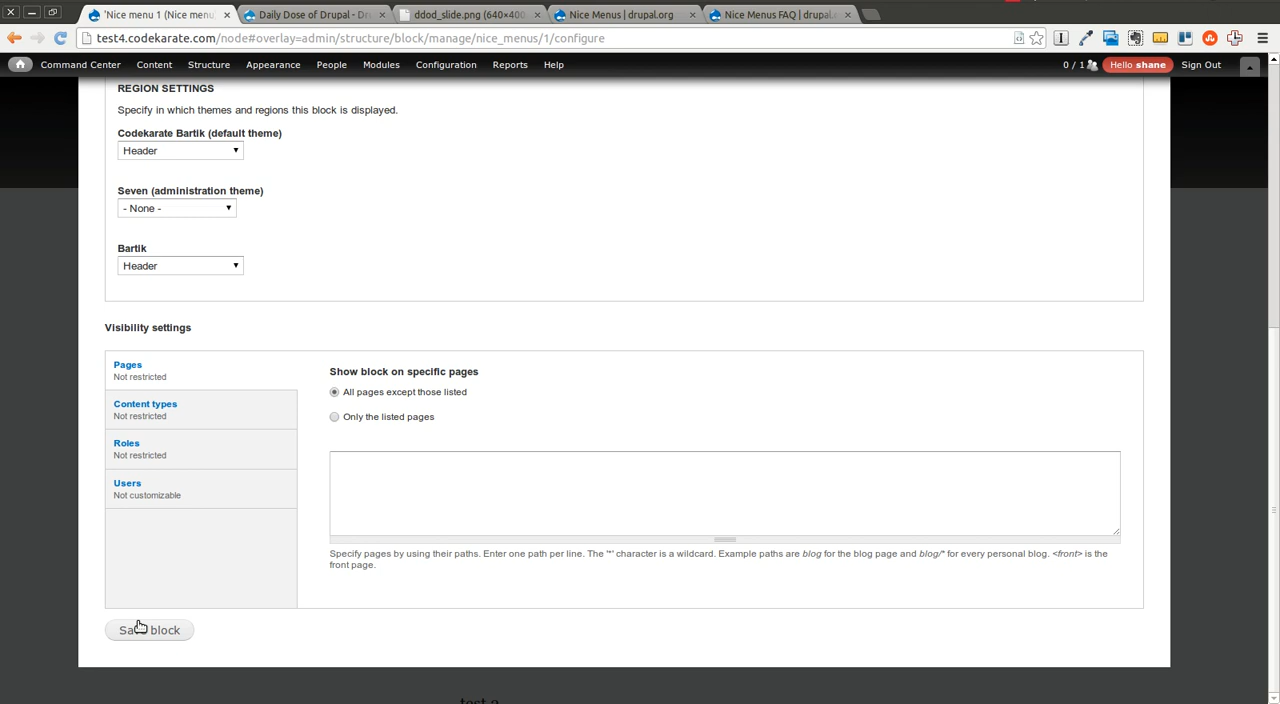 'Nice menu 1 (Nice menu
Daily Dose of Drupal - Dr
ddod_slide.png (640×400
Nice Menus | drupal.org
Nice Menus FAQ | drupal.
test4.codekarate.com/node#overlay=admin/structure/block/manage/nice_menus/1/configure
Command Center Content Structure Appearance People Modules Configuration Reports Help 0 / 1 Hello shane Sign Out
REGION SETTINGS
Specify in which themes and regions this block is displayed.
Codekarate Bartik (default theme)
Header
Seven (administration theme)
- None -
Bartik
Header
Visibility settings
Pages
Not restricted
Content types
Not restricted
Roles
Not restricted
Users
Not customizable
Show block on specific pages
All pages except those listed
Only the listed pages
Specify pages by using their paths. Enter one path per line. The '*' character is a wildcard. Example paths are blog for the blog page and blog/* for every personal blog. <front> is the
front page.
Save block